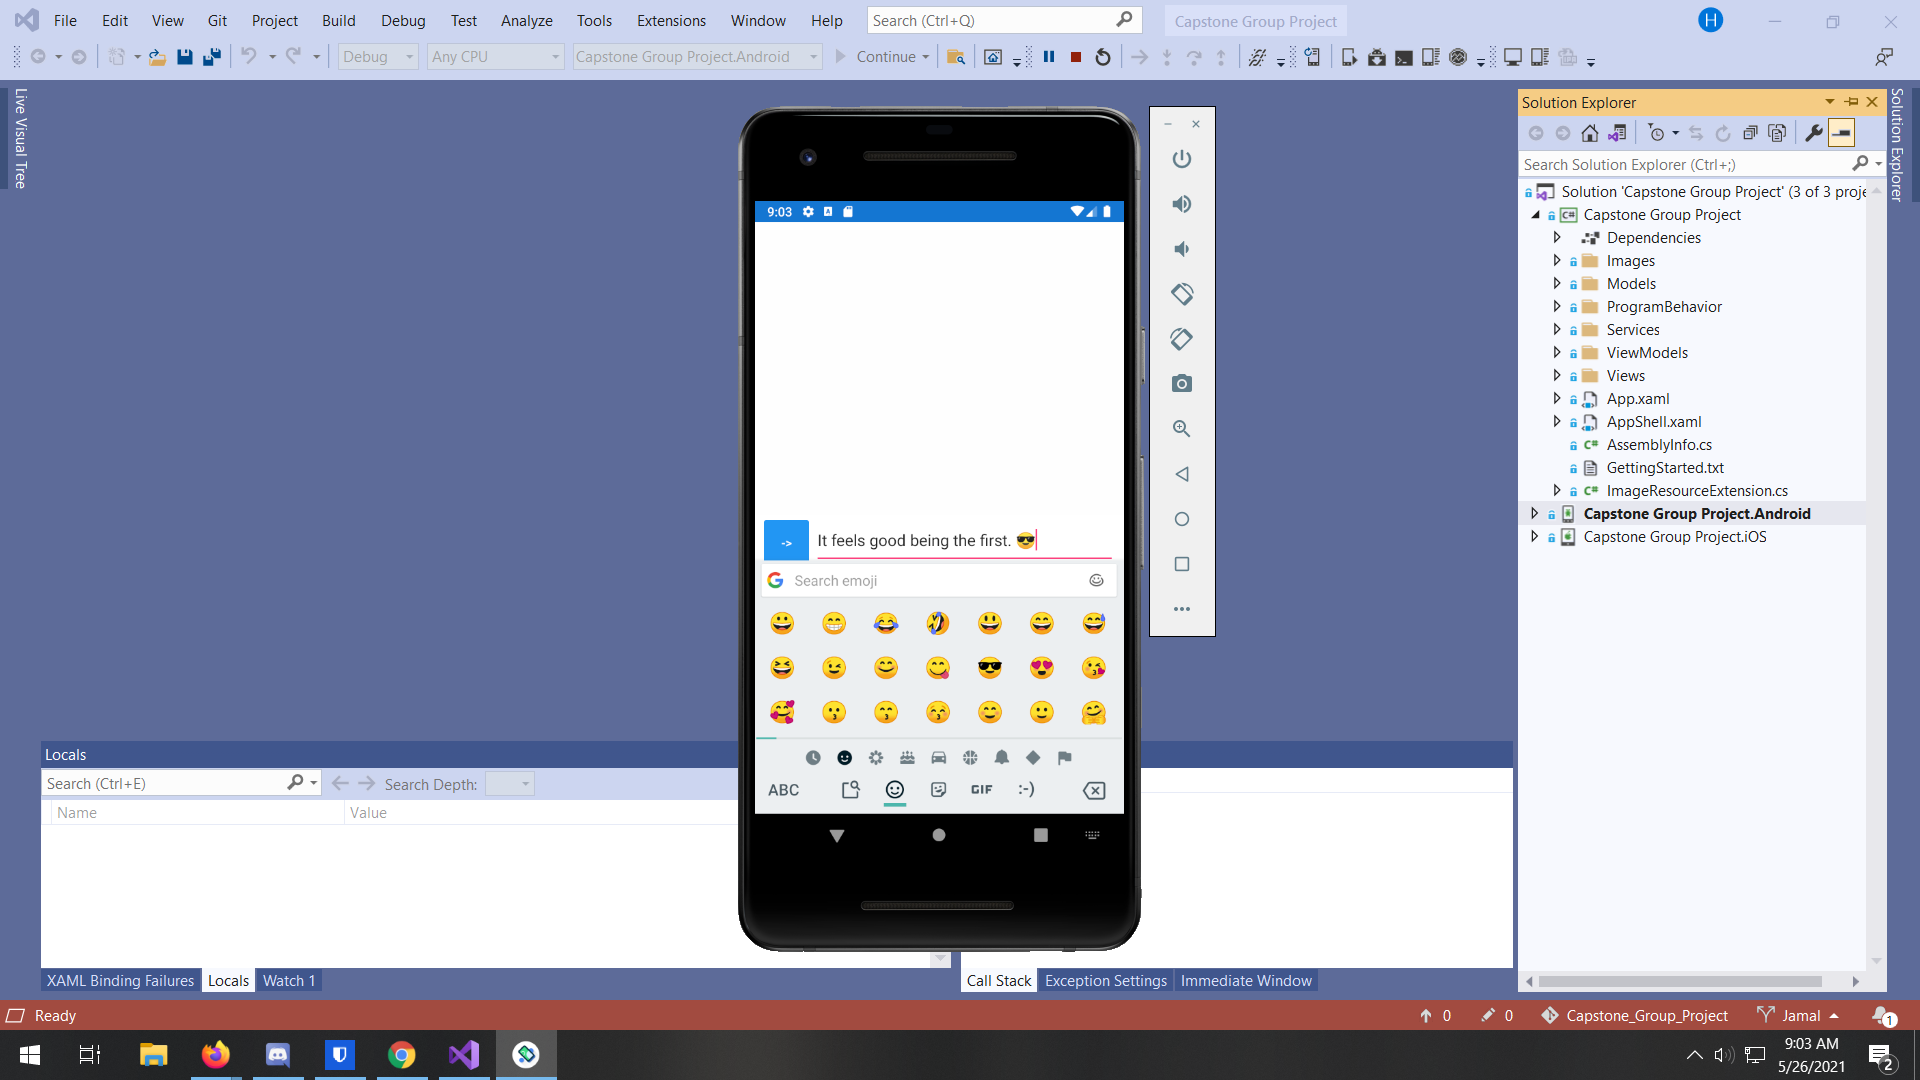 File Edit View Git Project Build Debug Test Analyze Tools Extensions Window Help Search (Ctrl+Q) Capstone Group Project H
Debug Any CPU Capstone Group Project.Android Continue
Live Visual Tree
9:03
It feels good being the first. 😎
->
Search emoji
ABC GIF :-)
Solution Explorer
Search Solution Explorer (Ctrl+;)
Solution 'Capstone Group Project' (3 of 3 proje
Capstone Group Project
Dependencies
Images
Models
ProgramBehavior
Services
ViewModels
Views
App.xaml
AppShell.xaml
AssemblyInfo.cs
GettingStarted.txt
ImageResourceExtension.cs
Capstone Group Project.Android
Capstone Group Project.iOS
Solution Explorer
Locals
Search (Ctrl+E) Search Depth:
Name Value
XAML Binding Failures Locals Watch 1
Call Stack Exception Settings Immediate Window
Ready 0 0 Capstone_Group_Project Jamal 1
9:03 AM
5/26/2021
2